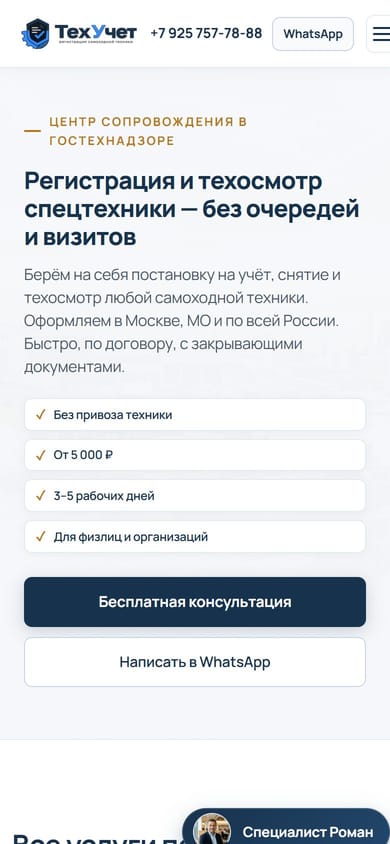 ТехУчет
РЕГИСТРАЦИЯ САМОХОДНОЙ ТЕХНИКИ
+7 925 757-78-88
WhatsApp
ЦЕНТР СОПРОВОЖДЕНИЯ В
ГОСТЕХНАДЗОРЕ
Регистрация и техосмотр
спецтехники — без очередей
и визитов
Берём на себя постановку на учёт, снятие и
техосмотр любой самоходной техники.
Оформляем в Москве, МО и по всей России.
Быстро, по договору, с закрывающими
документами.
Без привоза техники
От 5 000 ₽
3–5 рабочих дней
Для физлиц и организаций
Бесплатная консультация
Написать в WhatsApp
Все услуги
Специалист Роман